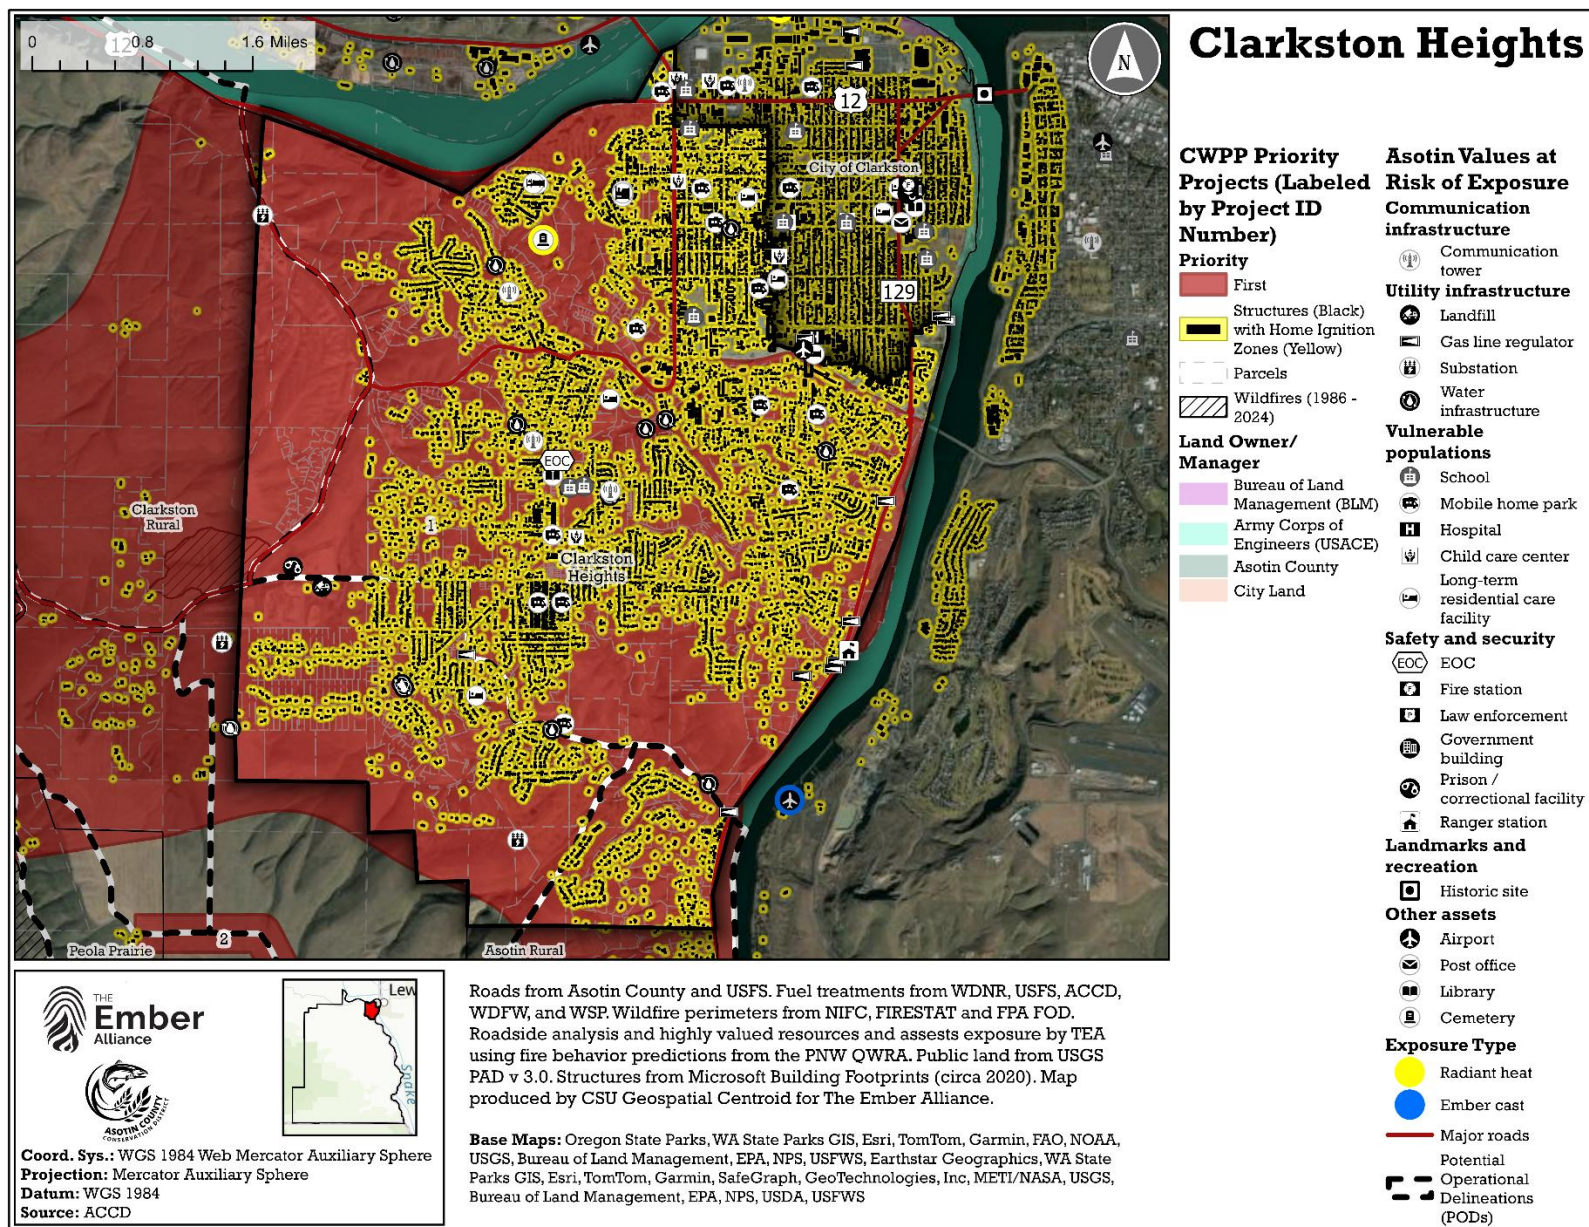 Clarkston Heights
0 0.8 1.6 Miles
12
N
12
City of Clarkston
129
EOC
Clarkston
Rural
1
Clarkston
Heights
2
Peola Prairie
Asotin Rural
CWPP Priority
Projects (Labeled
by Project ID
Number)
Priority
First
Structures (Black)
with Home Ignition
Zones (Yellow)
Parcels
Wildfires (1986 -
2024)
Land Owner/
Manager
Bureau of Land
Management (BLM)
Army Corps of
Engineers (USACE)
Asotin County
City Land
Asotin Values at
Risk of Exposure
Communication
infrastructure
Communication
tower
Utility infrastructure
Landfill
Gas line regulator
Substation
Water
infrastructure
Vulnerable
populations
School
Mobile home park
H Hospital
Child care center
Long-term
residential care
facility
Safety and security
EOC EOC
F Fire station
P Law enforcement
Government
building
Prison /
correctional facility
Ranger station
Landmarks and
recreation
Historic site
Other assets
Airport
Post office
Library
Cemetery
Exposure Type
Radiant heat
Ember cast
Major roads
Potential
Operational
Delineations
(PODs)
THE
Ember
Alliance
ASOTIN COUNTY
CONSERVATION DISTRICT
Lew
Snake
Coord. Sys.: WGS 1984 Web Mercator Auxiliary Sphere
Projection: Mercator Auxiliary Sphere
Datum: WGS 1984
Source: ACCD
Roads from Asotin County and USFS. Fuel treatments from WDNR, USFS, ACCD,
WDFW, and WSP. Wildfire perimeters from NIFC, FIRESTAT and FPA FOD.
Roadside analysis and highly valued resources and assests exposure by TEA
using fire behavior predictions from the PNW QWRA. Public land from USGS
PAD v 3.0. Structures from Microsoft Building Footprints (circa 2020). Map
produced by CSU Geospatial Centroid for The Ember Alliance.
Base Maps: Oregon State Parks, WA State Parks GIS, Esri, TomTom, Garmin, FAO, NOAA,
USGS, Bureau of Land Management, EPA, NPS, USFWS, Earthstar Geographics, WA State
Parks GIS, Esri, TomTom, Garmin, SafeGraph, GeoTechnologies, Inc, METI/NASA, USGS,
Bureau of Land Management, EPA, NPS, USDA, USFWS